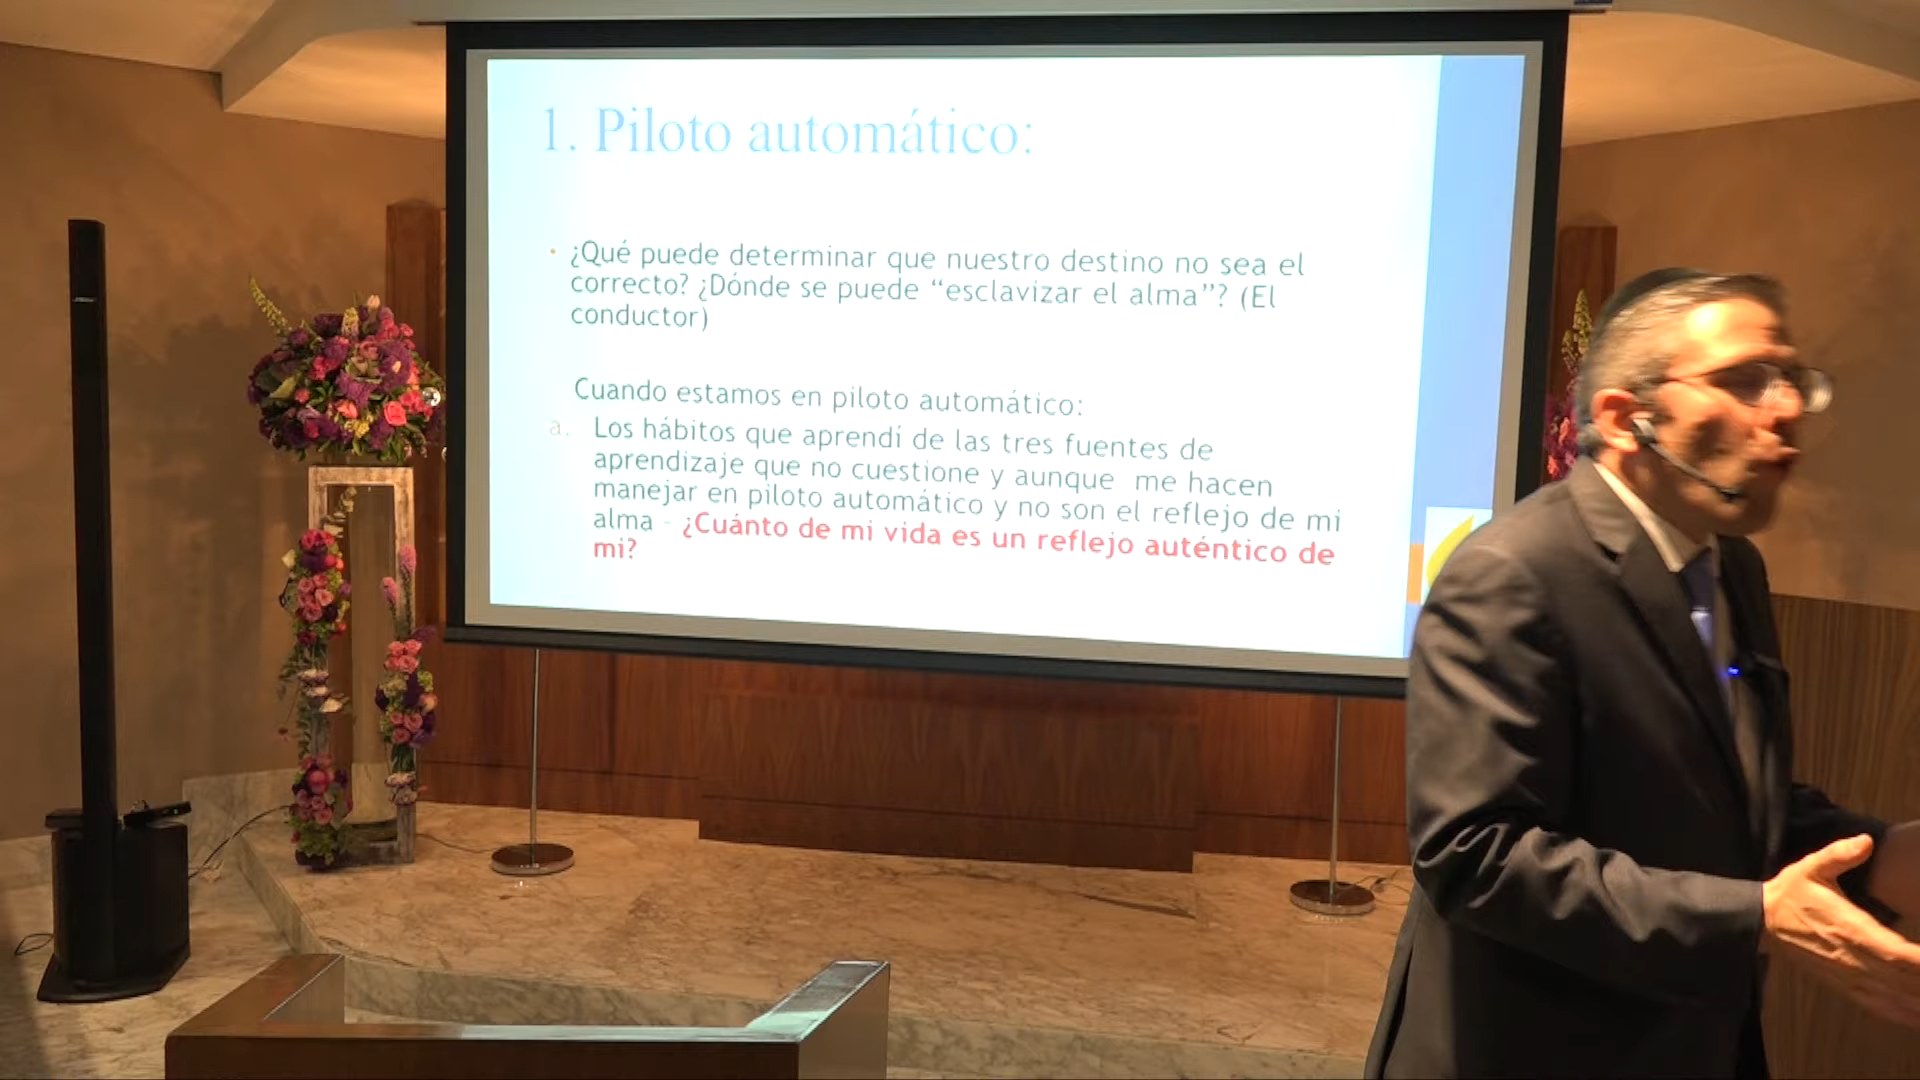 1. Piloto automático:
• ¿Qué puede determinar que nuestro destino no sea el
correcto? ¿Dónde se puede “esclavizar el alma”? (El
conductor)
Cuando estamos en piloto automático:
a. Los hábitos que aprendí de las tres fuentes de
aprendizaje que no cuestione y aunque me hacen
manejar en piloto automático y no son el reflejo de mi
alma - ¿Cuánto de mi vida es un reflejo auténtico de
mi?